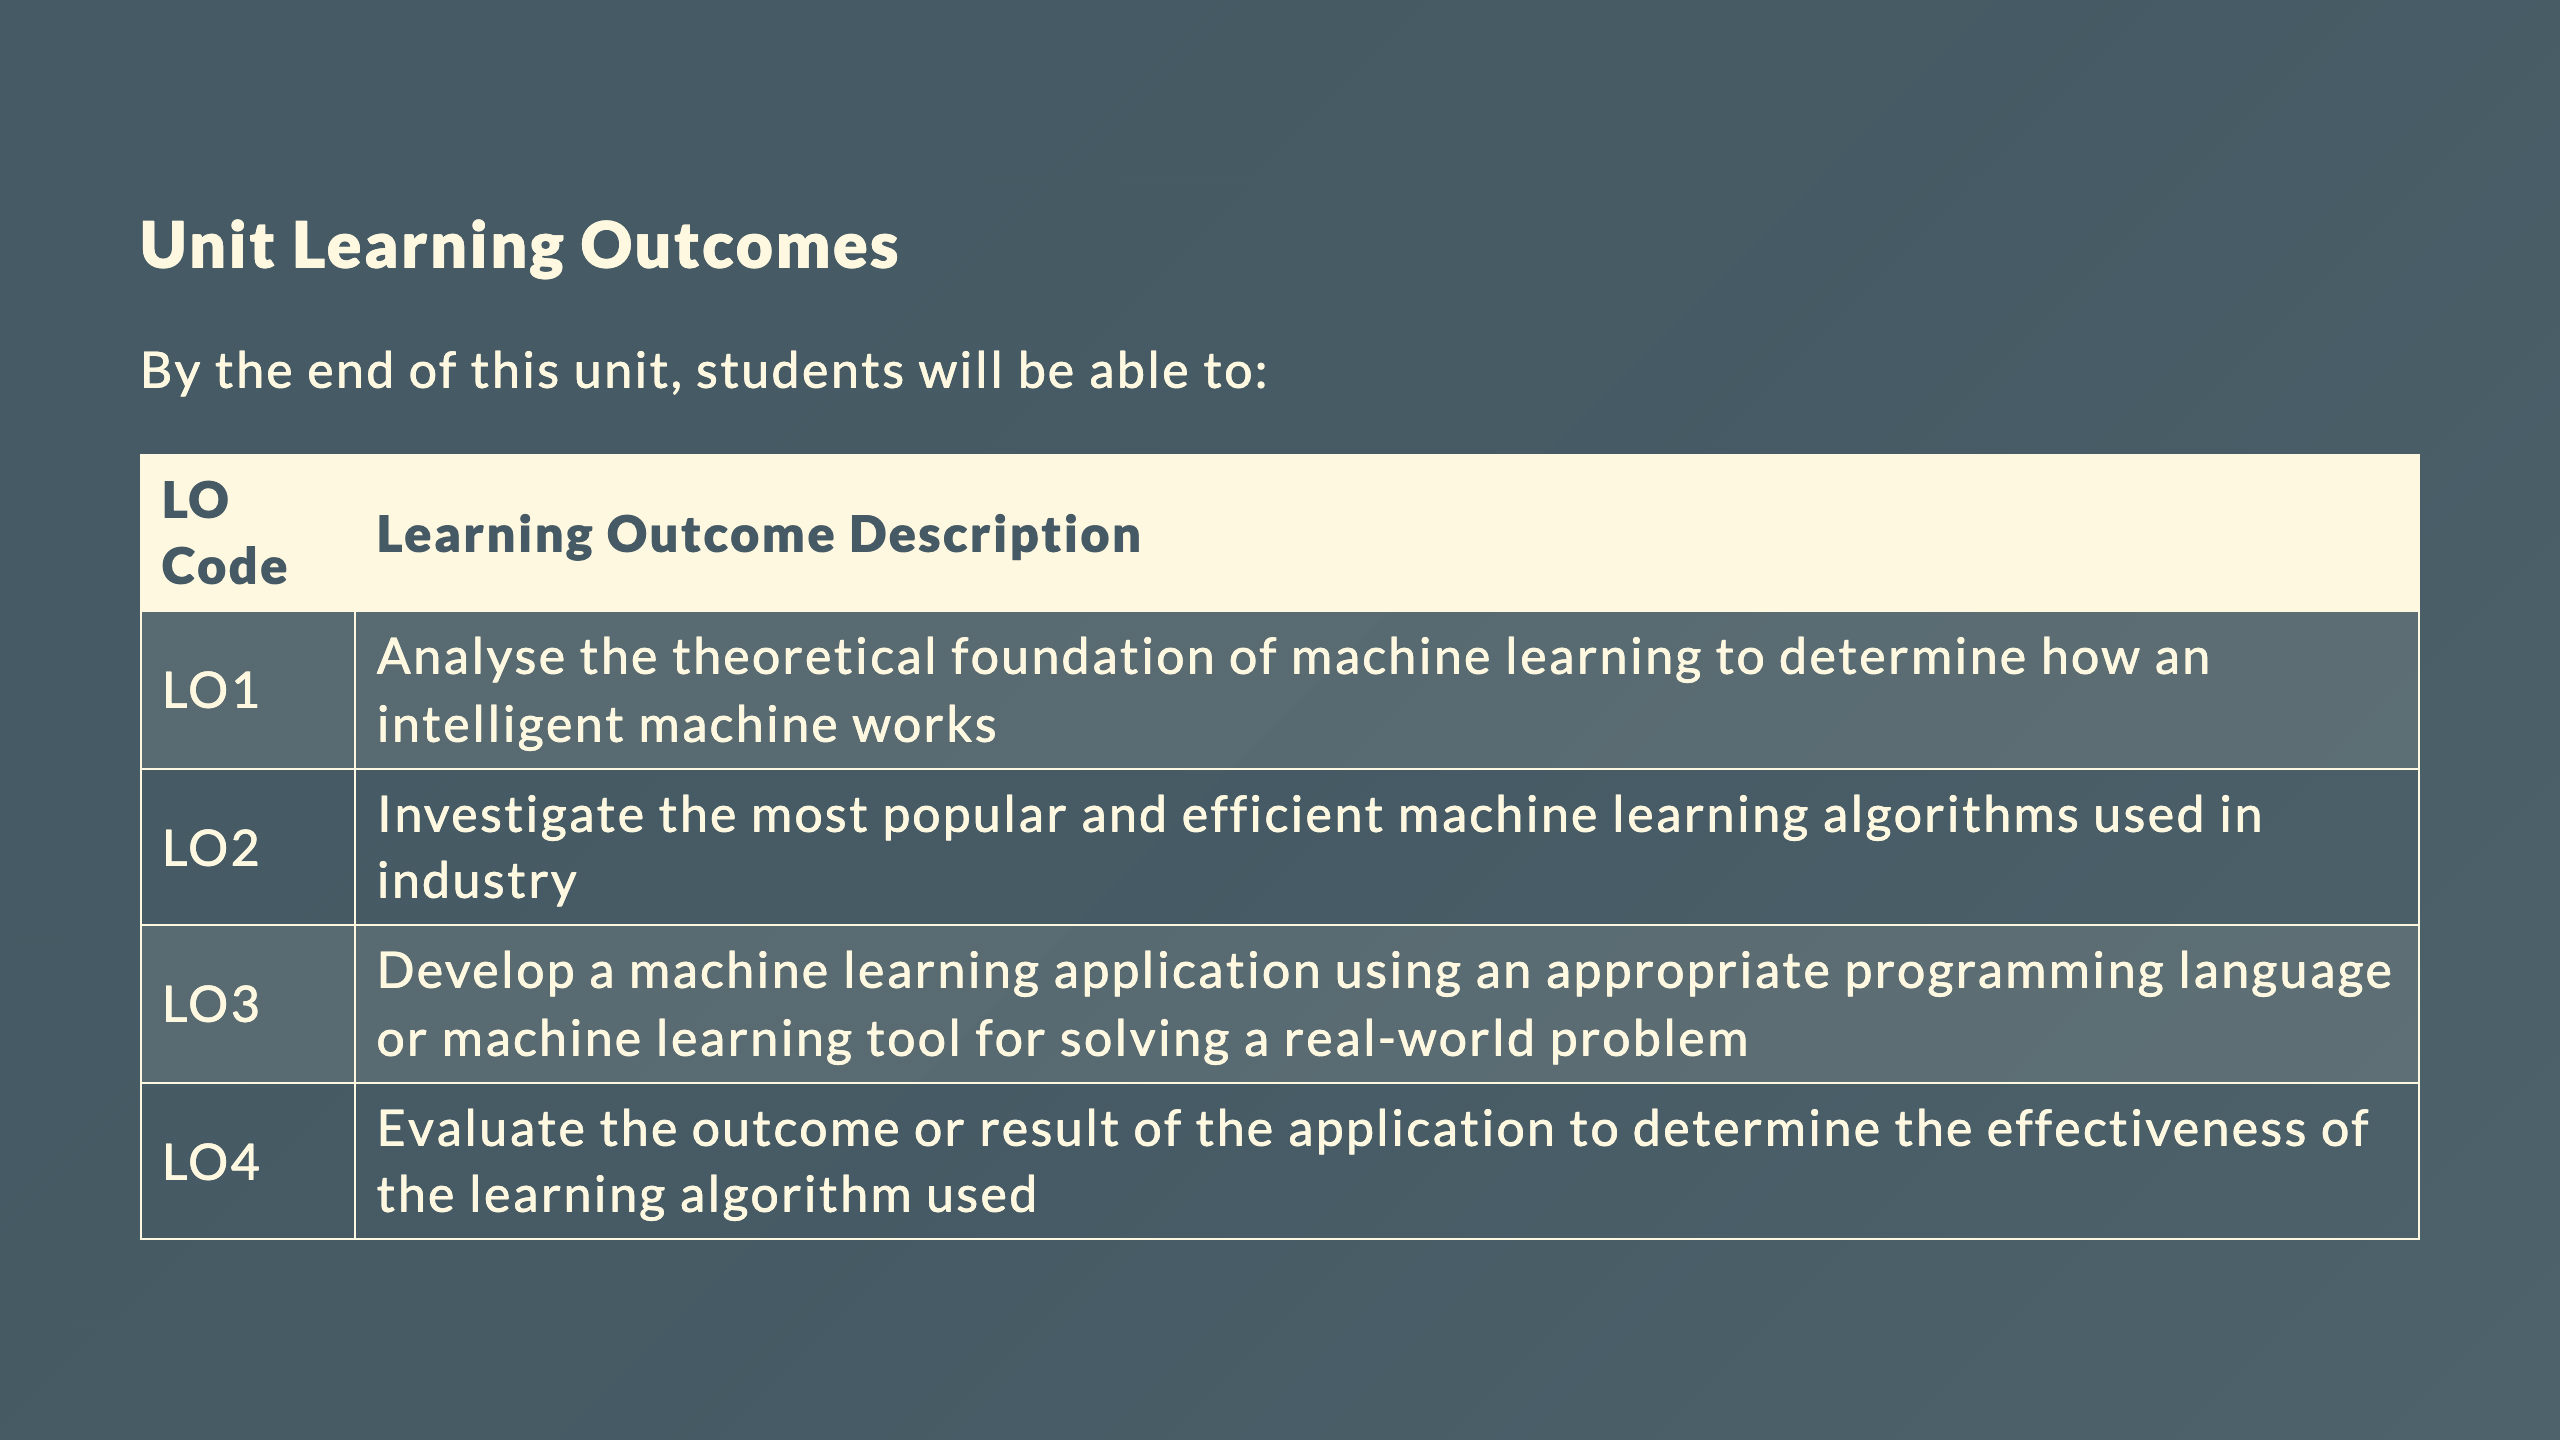 Unit Learning Outcomes
By the end of this unit, students will be able to:
LO
Code
Learning Outcome Description
LO1
Analyse the theoretical foundation of machine learning to determine how an
intelligent machine works
LO2
Investigate the most popular and efficient machine learning algorithms used in
industry
LO3
Develop a machine learning application using an appropriate programming language
or machine learning tool for solving a real-world problem
LO4
Evaluate the outcome or result of the application to determine the effectiveness of
the learning algorithm used